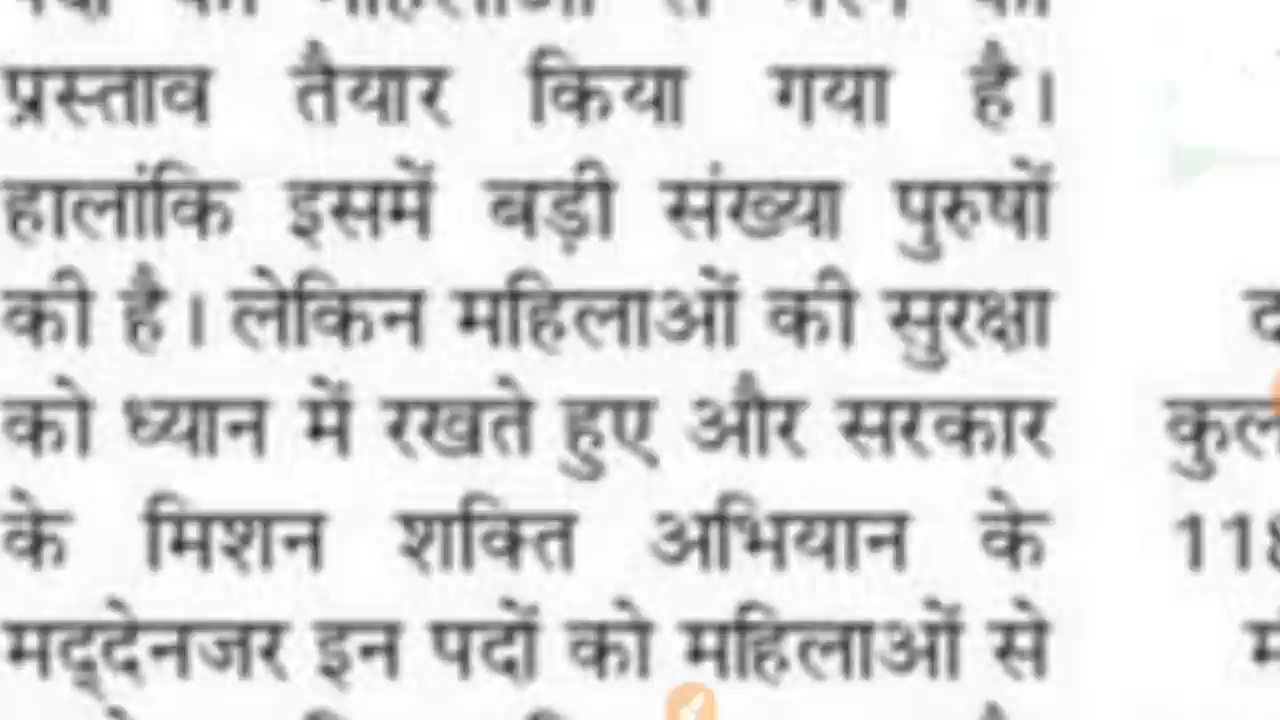 प्रस्ताव तैयार किया गया है।
हालांकि इसमें बड़ी संख्या पुरुषों
की है। लेकिन महिलाओं की सुरक्षा
को ध्यान में रखते हुए और सरकार
के मिशन शक्ति अभियान के
मद्देनजर इन पदों को महिलाओं से